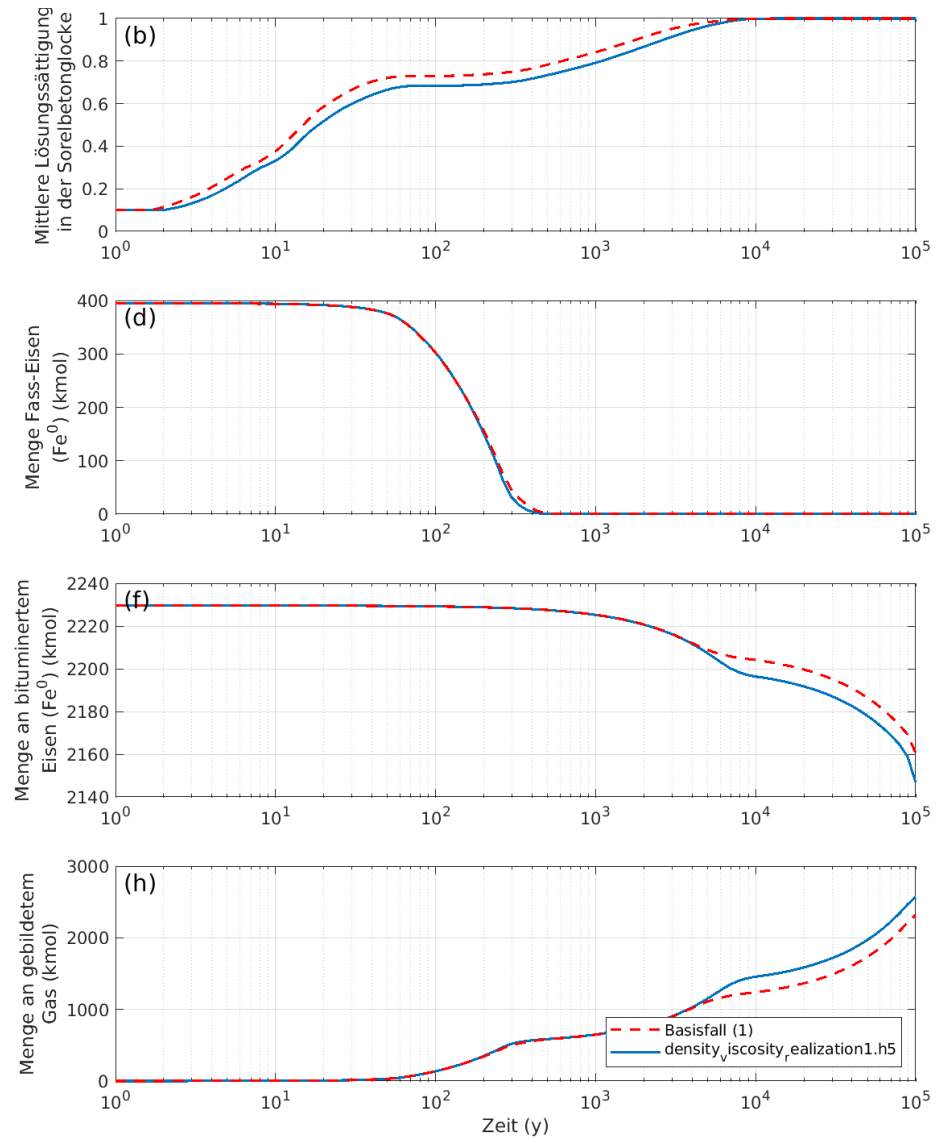 (b)
Mittlere Lösungssättigung
in der Sorelbetonglocke
1
0.8
0.6
0.4
0.2
0
10^0 10^1 10^2 10^3 10^4 10^5
(d)
Menge Fass-Eisen
(Fe^0) (kmol)
400
300
200
100
0
10^0 10^1 10^2 10^3 10^4 10^5
(f)
Menge an bituminertem
Eisen (Fe^0) (kmol)
2240
2220
2200
2180
2160
2140
10^0 10^1 10^2 10^3 10^4 10^5
(h)
Menge an gebildetem
Gas (kmol)
3000
2000
1000
0
10^0 10^1 10^2 10^3 10^4 10^5
Zeit (y)
Basisfall (1)
density_viscosity_realization1.h5